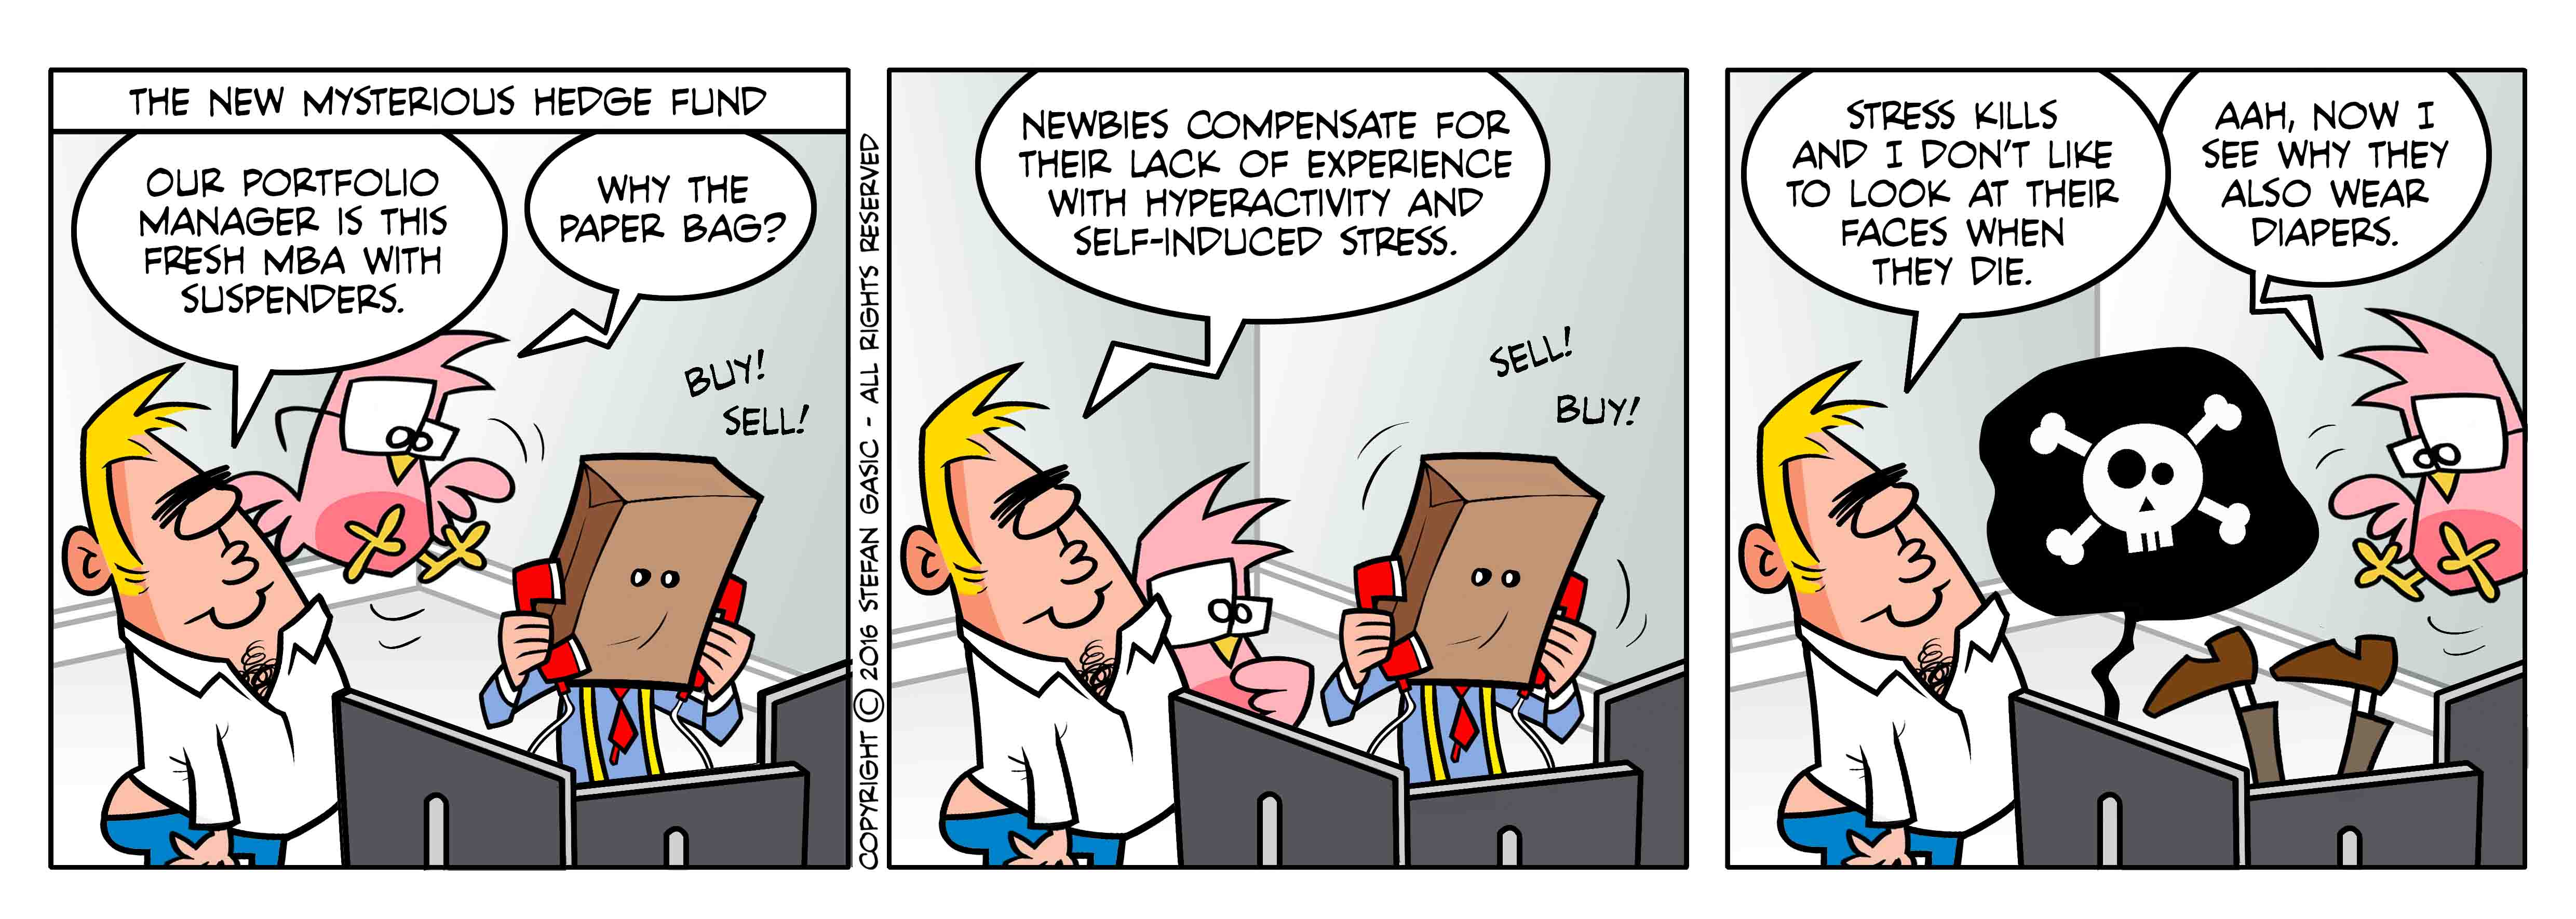 THE NEW MYSTERIOUS HEDGE FUND
OUR PORTFOLIO
MANAGER IS THIS
FRESH MBA WITH
SUSPENDERS.
WHY THE
PAPER BAG?
BUY!
SELL!
COPYRIGHT © 2016 STEFAN GASIC - ALL RIGHTS RESERVED
NEWBIES COMPENSATE FOR
THEIR LACK OF EXPERIENCE
WITH HYPERACTIVITY AND
SELF-INDUCED STRESS.
SELL!
BUY!
STRESS KILLS
AND I DON'T LIKE
TO LOOK AT THEIR
FACES WHEN
THEY DIE.
AAH, NOW I
SEE WHY THEY
ALSO WEAR
DIAPERS.